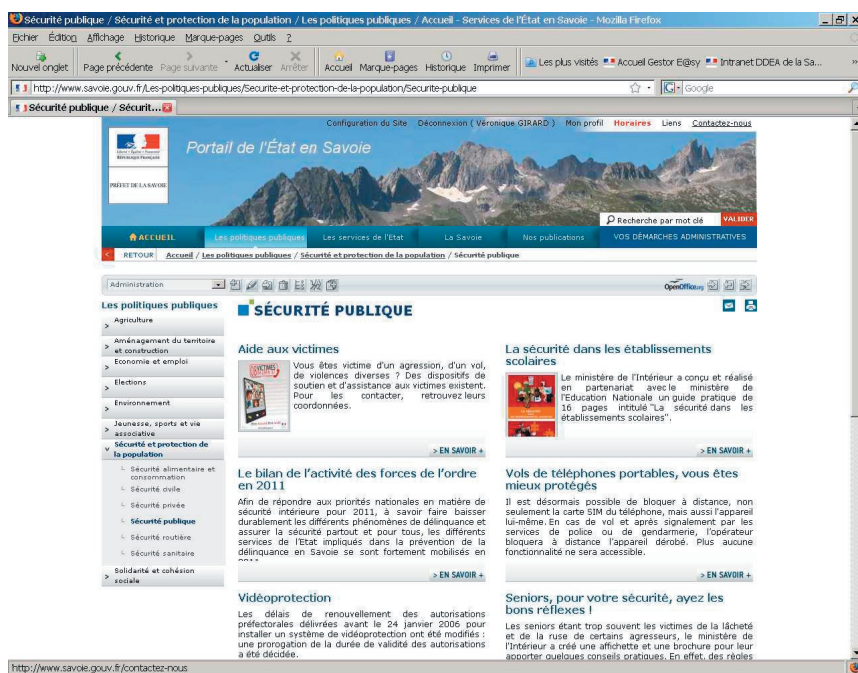 Sécurité publique / Sécurité et protection de la population / Les politiques publiques / Accueil - Services de l'État en Savoie - Mozilla Firefox
Fichier Édition Affichage Historique Marque-pages Outils ?
Nouvel onglet Page précédente Page suivante Actualiser Arrêter Accueil Marque-pages Historique Imprimer Les plus visités Accueil Gestor E@sy Intranet DDEA de la Sa... »
http://www.savoie.gouv.fr/Les-politiques-publiques/Securite-et-protection-de-la-population/Securite-publique
Google
Sécurité publique / Sécurit...
Configuration du Site Déconnexion ( Véronique GIRARD ) Mon profil Horaires Liens Contactez-nous
Portail de l'État en Savoie
PRÉFET DE LA SAVOIE
Recherche par mot clé VALIDER
ACCUEIL Les politiques publiques Les services de l'Etat La Savoie Nos publications VOS DÉMARCHES ADMINISTRATIVES
< RETOUR Accueil / Les politiques publiques / Sécurité et protection de la population / Sécurité publique
Administration
OpenOffice.org
Les politiques publiques
> Agriculture
> Aménagement du territoire
et construction
> Economie et emploi
> Elections
> Environnement
> Jeunesse, sports et vie
associative
v Sécurité et protection de
la population
Sécurité alimentaire et
consommation
Sécurité civile
Sécurité privée
Sécurité publique
Sécurité routière
Sécurité sanitaire
> Solidarité et cohésion
sociale
SÉCURITÉ PUBLIQUE
Aide aux victimes
Vous êtes victime d'un agression, d'un vol,
de violences diverses ? Des dispositifs de
soutien et d'assistance aux victimes existent.
Pour les contacter, retrouvez leurs
coordonnées.
> EN SAVOIR +
La sécurité dans les établissements
scolaires
Le ministère de l'Intérieur a conçu et réalisé
en partenariat avec le ministère de
l'Education Nationale un guide pratique de
16 pages intitulé "La sécurité dans les
établissements scolaires".
> EN SAVOIR +
Le bilan de l'activité des forces de l'ordre
en 2011
Afin de répondre aux priorités nationales en matière de
sécurité intérieure pour 2011, à savoir faire baisser
durablement les différents phénomènes de délinquance et
assurer la sécurité partout et pour tous, les différents
services de l'Etat impliqués dans la prévention de la
délinquance en Savoie se sont fortement mobilisés en
2011.
> EN SAVOIR +
Vols de téléphones portables, vous êtes
mieux protégés
Il est désormais possible de bloquer à distance, non
seulement la carte SIM du téléphone, mais aussi l'appareil
lui-même. En cas de vol et après signalement par les
services de police ou de gendarmerie, l'opérateur
bloquera à distance l'appareil dérobé. Plus aucune
fonctionnalité ne sera accessible.
> EN SAVOIR +
Vidéoprotection
Les délais de renouvellement des autorisations
préfectorales délivrées avant le 24 janvier 2006 pour
installer un système de vidéoprotection ont été modifiés :
une prorogation de la durée de validité des autorisations
a été décidée.
Seniors, pour votre sécurité, ayez les
bons réflexes !
Les seniors étant trop souvent les victimes de la lâcheté
et de la ruse de certains agresseurs, le ministère de
l'Intérieur a créé une affichette et une brochure pour leur
apporter quelques conseils pratiques. En effet, des règles
http://www.savoie.gouv.fr/contactez-nous